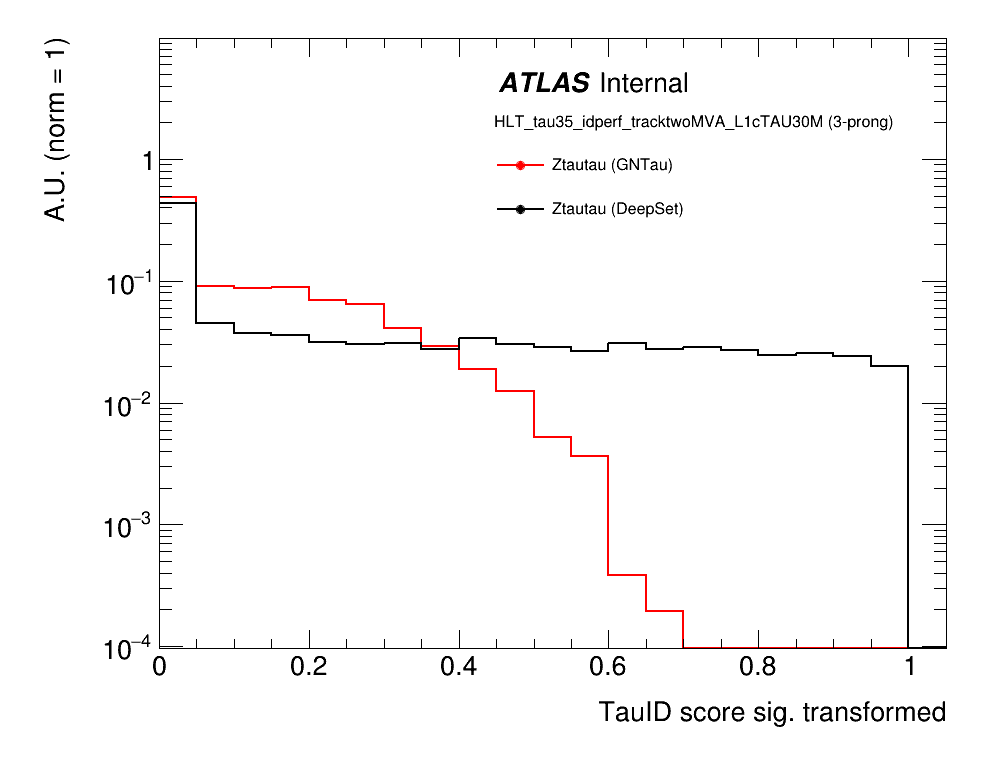 A.U. (norm = 1)
ATLAS Internal
HLT_tau35_idperf_tracktwoMVA_L1cTAU30M (3-prong)
Ztautau (GNTau)
Ztautau (DeepSet)
1
10⁻¹
10⁻²
10⁻³
10⁻⁴
0 0.2 0.4 0.6 0.8 1
TauID score sig. transformed